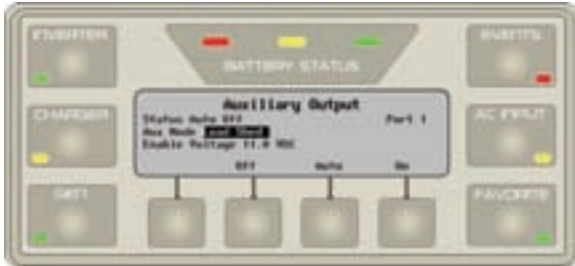 INVERTER
BATTERY STATUS
EVENTS
CHARGER
Auxiliary Output
Status Auto Off
Port 1
Aux Mode Load Shed
Enable Voltage 11.0 VDC
AC INPUT
Off Auto On
GEN
FAVORITE